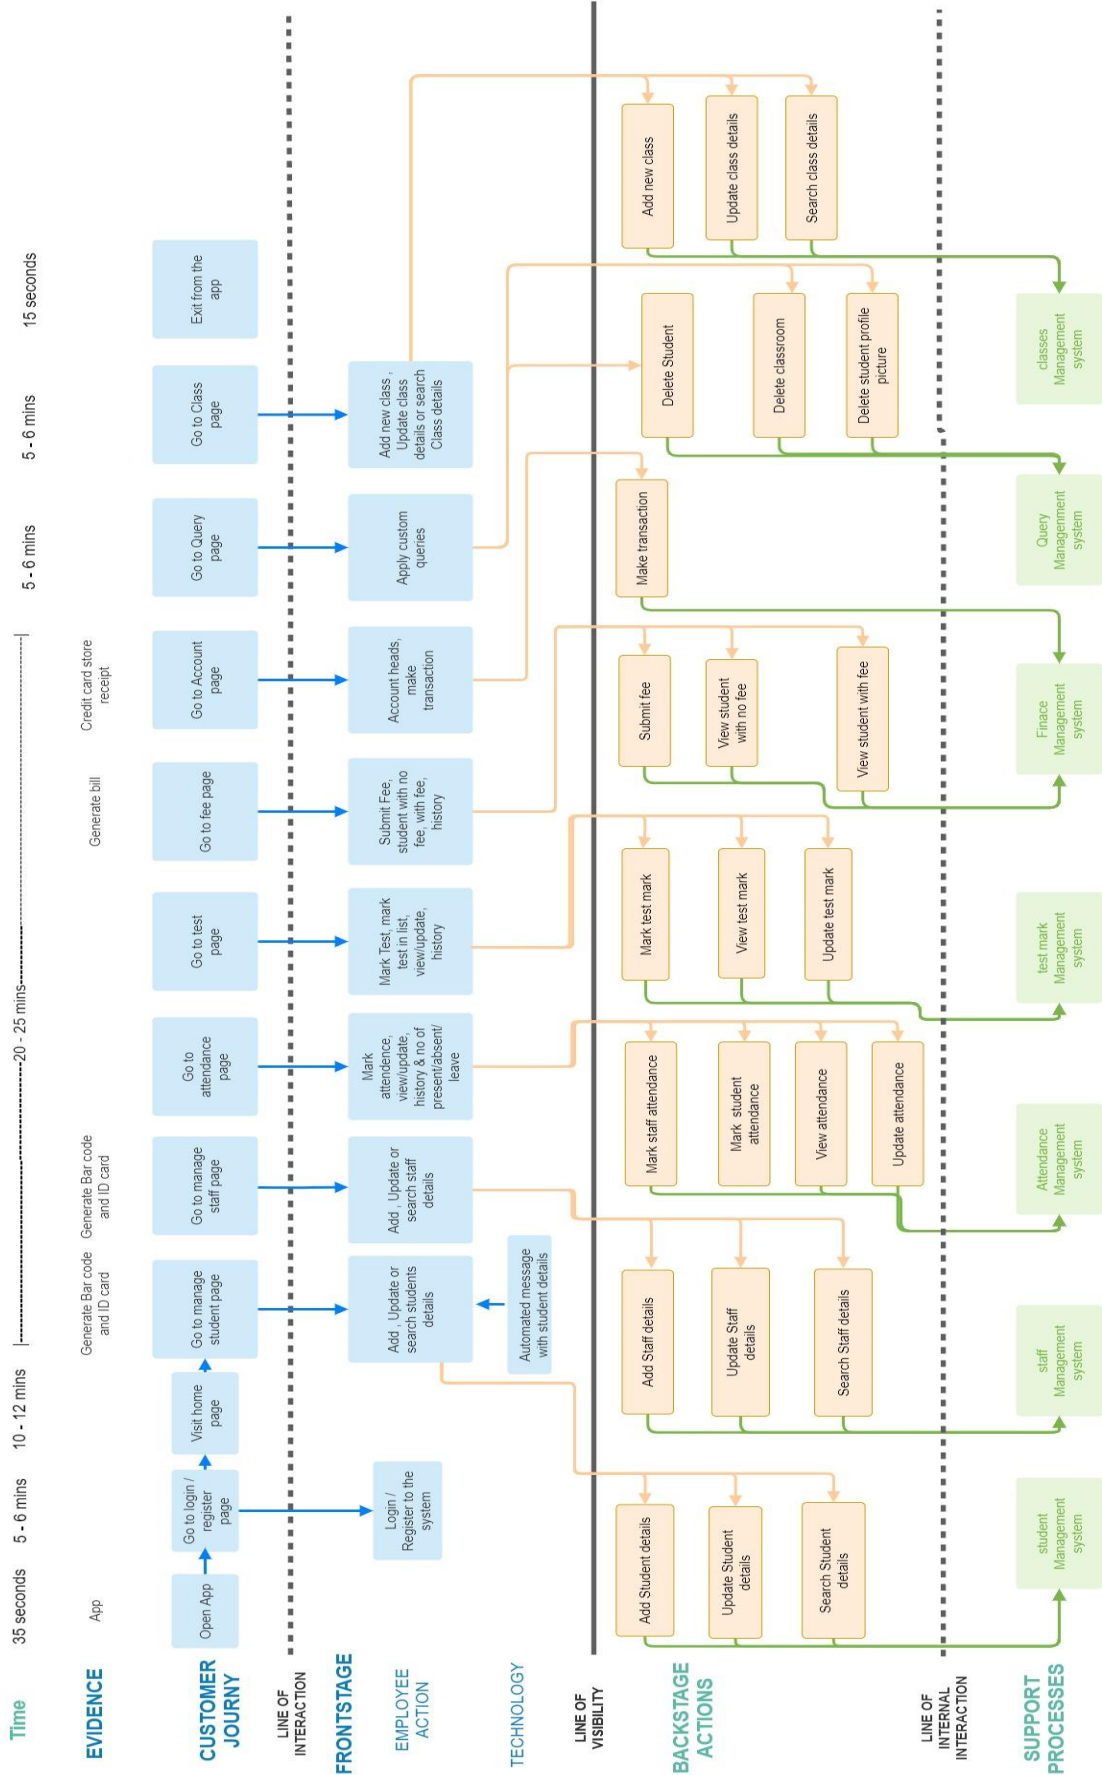 Time
35 seconds
5 - 6 mins
10 - 12 mins
|----20 - 25 mins----|
5 - 6 mins
5 - 6 mins
15 seconds
EVIDENCE
App
Generate Bar code
and ID card
Generate Bar code
and ID card
Generate bill
Credit card store
receipt
CUSTOMER
JOURNY
Open App
Go to login /
register
page
Visit home
page
Go to manage
student page
Go to manage
staff page
Go to
attendance
page
Go to test
page
Go to fee page
Go to Account
page
Go to Query
page
Go to Class
page
Exit from the
app
LINE OF
INTERACTION
FRONTSTAGE
EMPLOYEE
ACTION
Login /
Register to the
system
Add , Update or
search students
details
Add , Update or
search staff
details
Mark
attendence,
view/update,
history & no of
present/absent/
leave
Mark Test, mark
test in list,
view/update,
history
Submit Fee,
student with no
fee, with fee,
history
Account heads,
make
transaction
Apply custom
queries
Add new class ,
Update class
details or search
Class details
TECHNOLOGY
Automated message
with student details
LINE OF
VISIBILITY
BACKSTAGE
ACTIONS
Add Student details
Update Student
details
Search Student
details
Add Staff details
Update Staff
details
Search Staff details
Mark staff attendance
Mark student
attendance
View attendance
Update attendance
Mark test mark
View test mark
Update test mark
Submit fee
View student
with no fee
View student with fee
Make transaction
Delete Student
Delete classroom
Delete student profile
picture
Add new class
Update class details
Search class details
LINE OF
INTERNAL
INTERACTION
SUPPORT
PROCESSES
student
Management
system
staff
Management
system
Attendance
Management
system
test mark
Management
system
Finace
Management
system
Query
Managenment
system
classes
Management
system